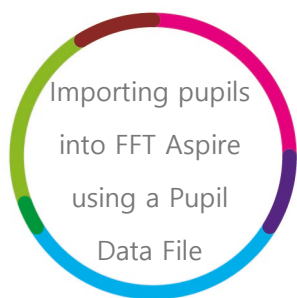 Importing pupils
into FFT Aspire
using a Pupil
Data File